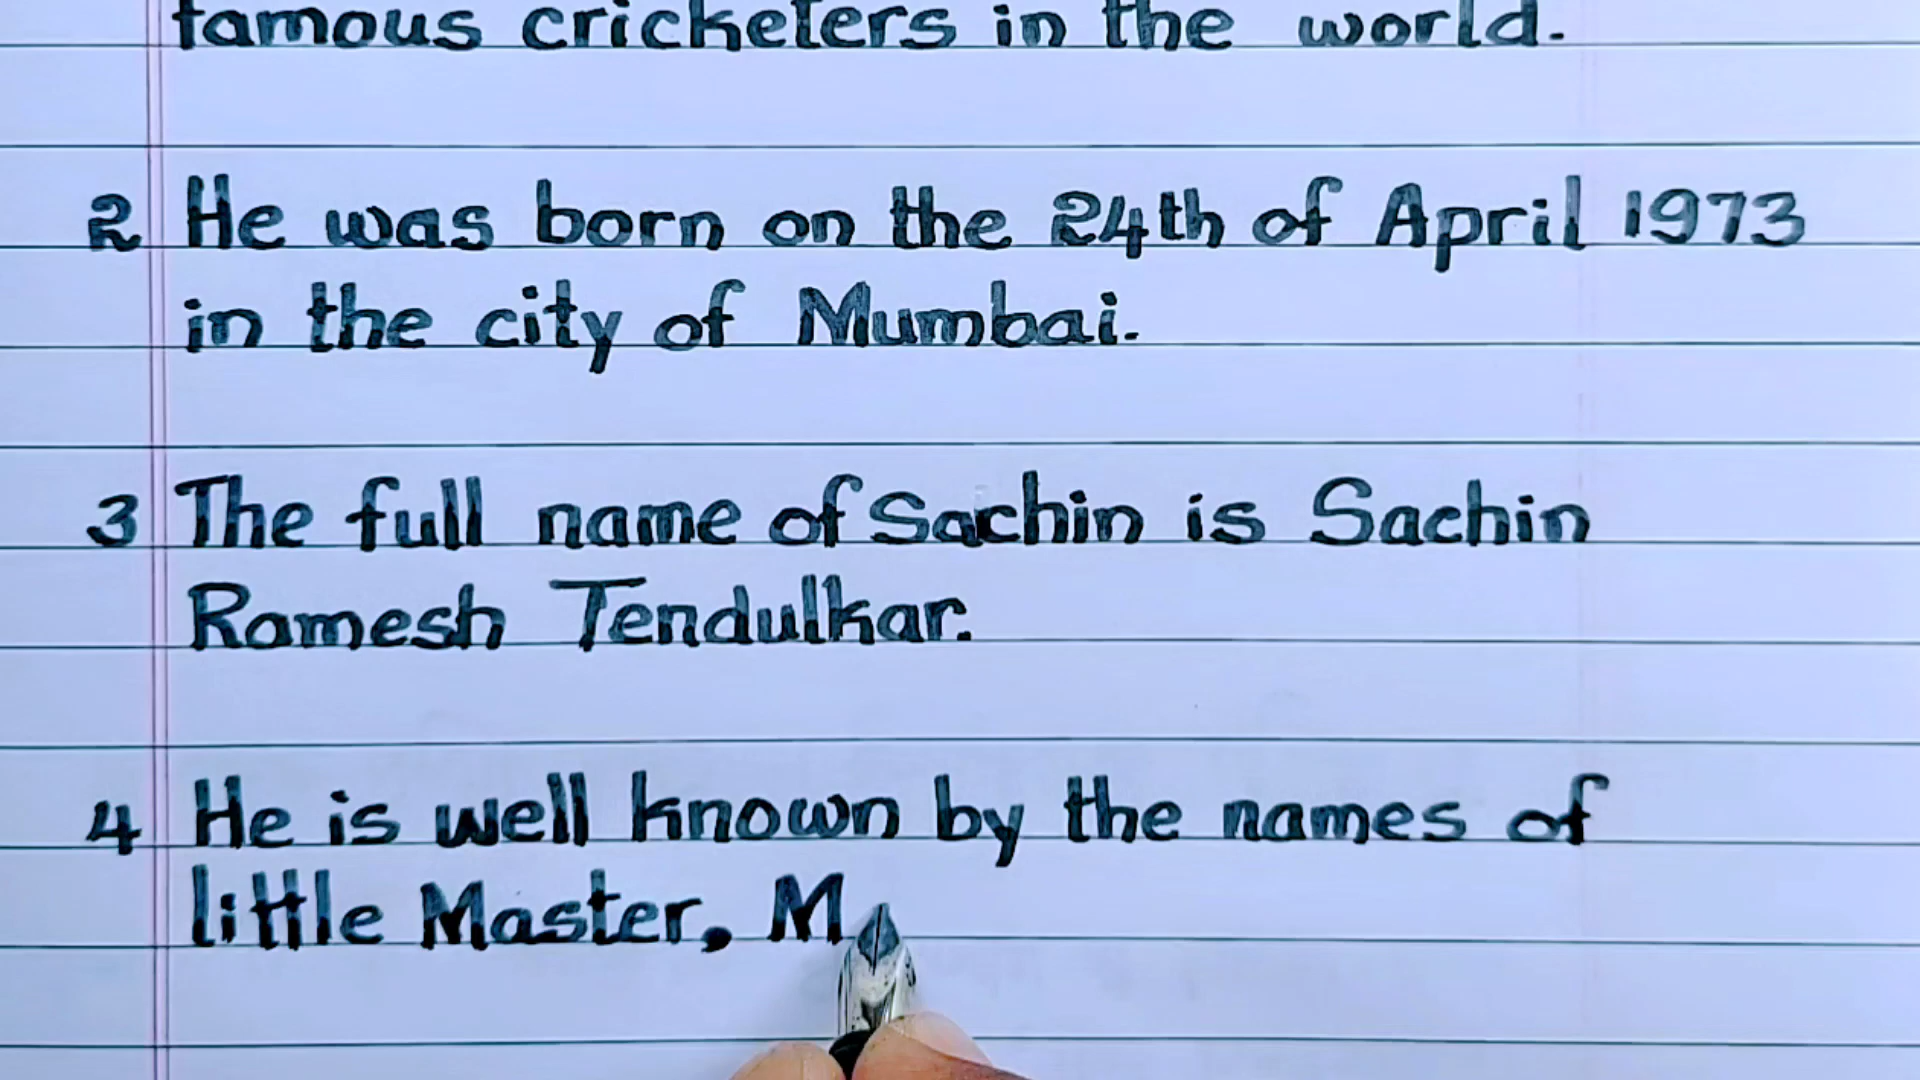 famous cricketers in the world.
2 He was born on the 24th of April 1973
in the city of Mumbai.
3 The full name of Sachin is Sachin
Ramesh Tendulkar.
4 He is well known by the names of
little Master, M